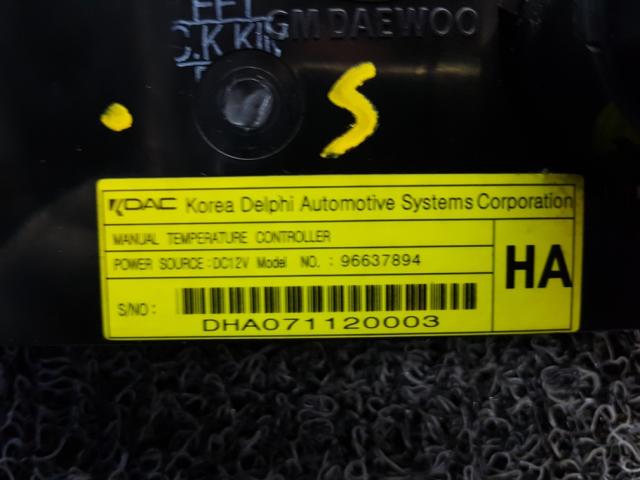 GM DAEWOO
C.K KIM
S
KDAC Korea Delphi Automotive Systems Corporation
MANUAL TEMPERATURE CONTROLLER
POWER SOURCE : DC12V Model NO. : 96637894
HA
S/NO :
DHA071120003